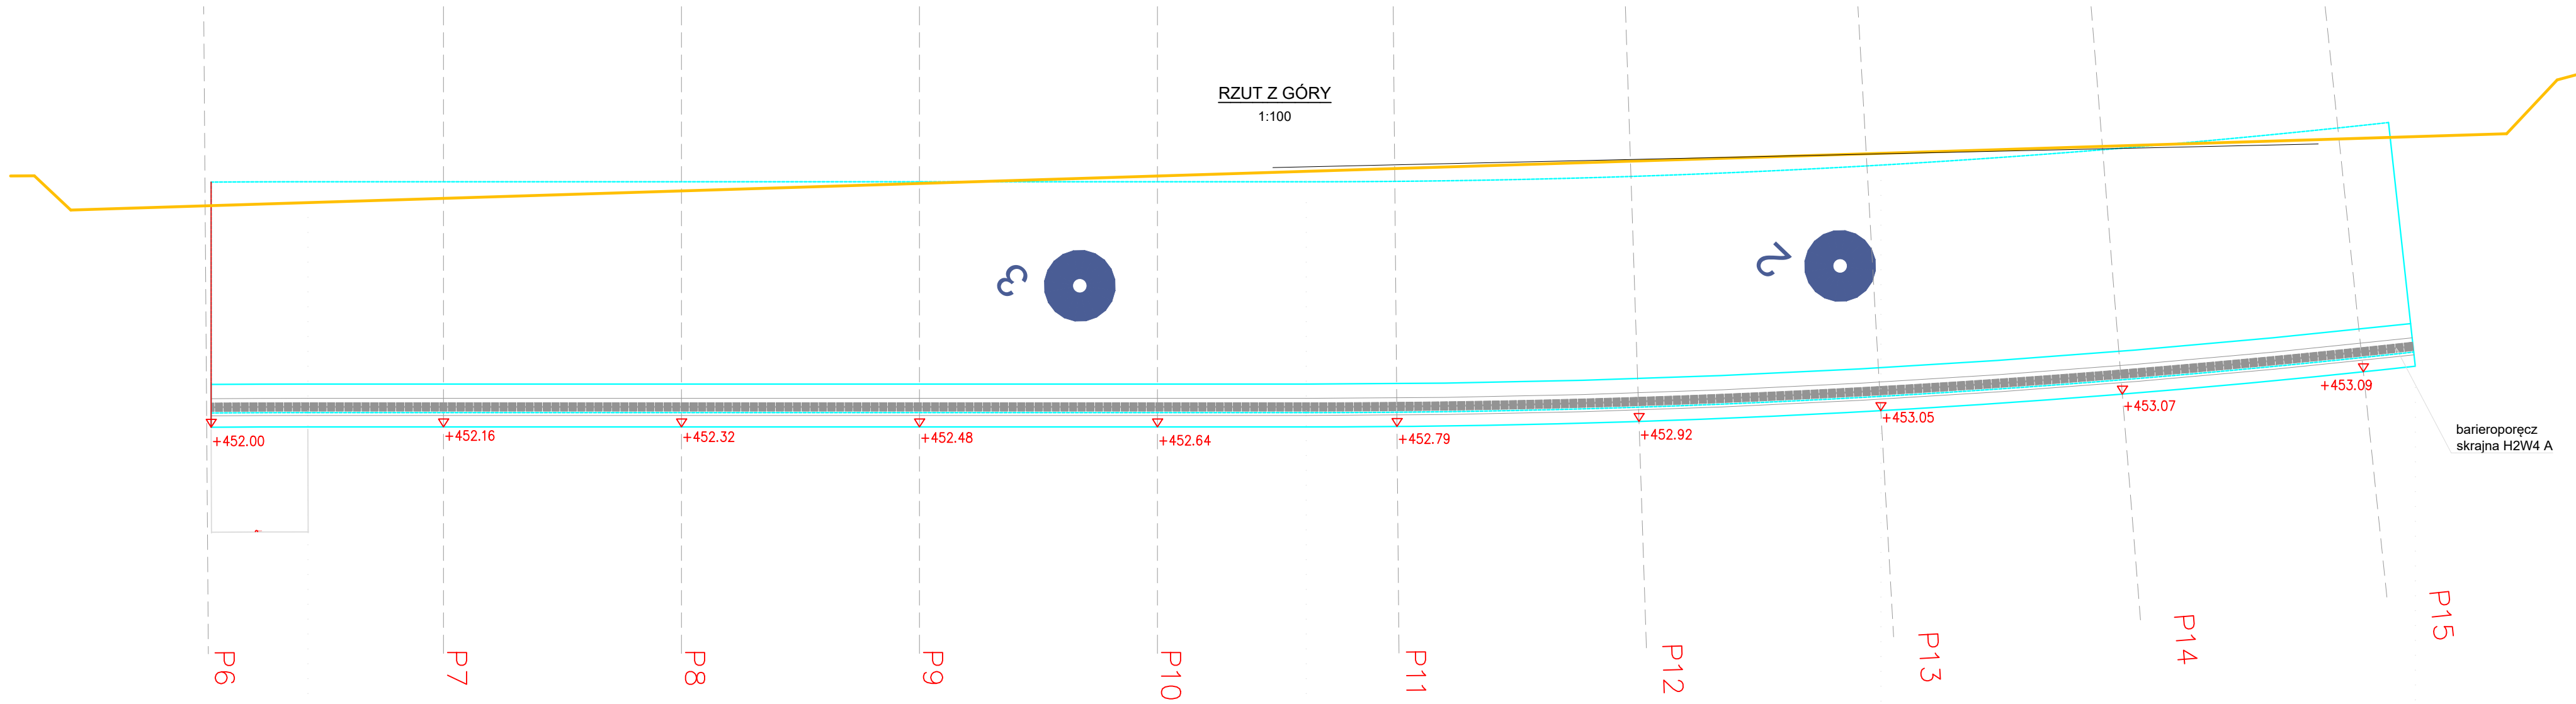 RZUT Z GÓRY
1:100
3
2
+452.00
+452.16
+452.32
+452.48
+452.64
+452.79
+452.92
+453.05
+453.07
+453.09
barieroporęcz
skrajna H2W4 A
P6
P7
P8
P9
P10
P11
P12
P13
P14
P15